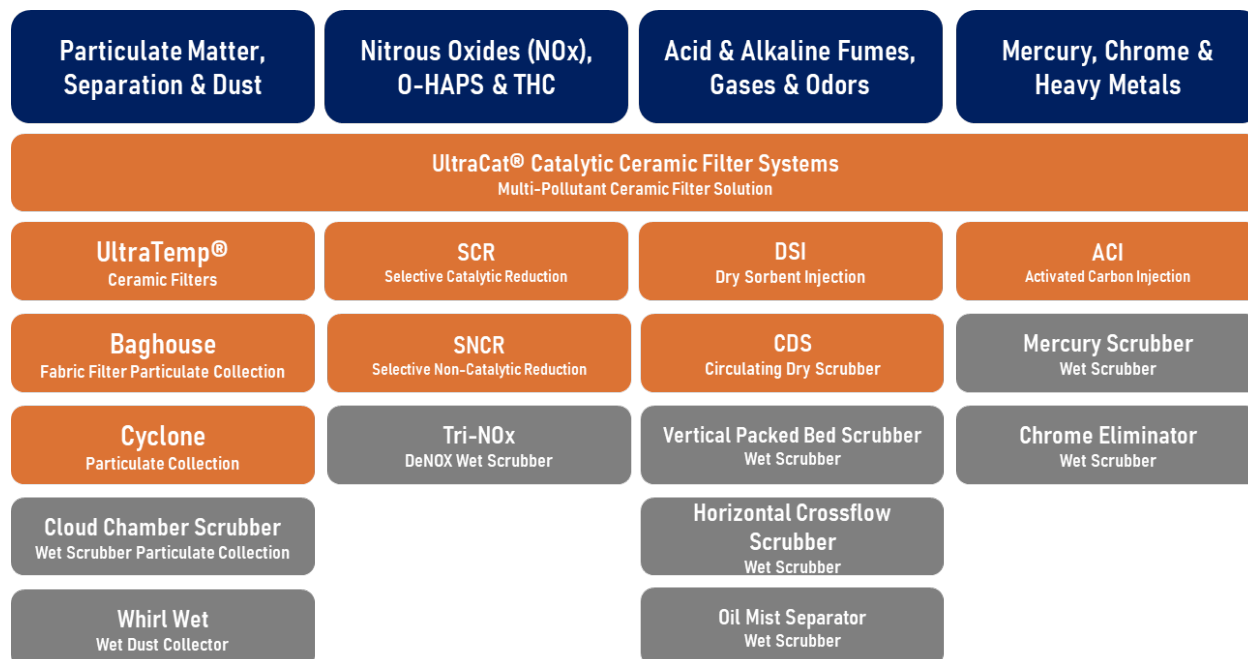 Particulate Matter,
Separation & Dust
Nitrous Oxides (NOx),
O-HAPS & THC
Acid & Alkaline Fumes,
Gases & Odors
Mercury, Chrome &
Heavy Metals
UltraCat® Catalytic Ceramic Filter Systems
Multi-Pollutant Ceramic Filter Solution
UltraTemp®
Ceramic Filters
SCR
Selective Catalytic Reduction
DSI
Dry Sorbent Injection
ACI
Activated Carbon Injection
Baghouse
Fabric Filter Particulate Collection
SNCR
Selective Non-Catalytic Reduction
CDS
Circulating Dry Scrubber
Mercury Scrubber
Wet Scrubber
Cyclone
Particulate Collection
Tri-NOx
DeNOX Wet Scrubber
Vertical Packed Bed Scrubber
Wet Scrubber
Chrome Eliminator
Wet Scrubber
Cloud Chamber Scrubber
Wet Scrubber Particulate Collection
Horizontal Crossflow
Scrubber
Wet Scrubber
Whirl Wet
Wet Dust Collector
Oil Mist Separator
Wet Scrubber